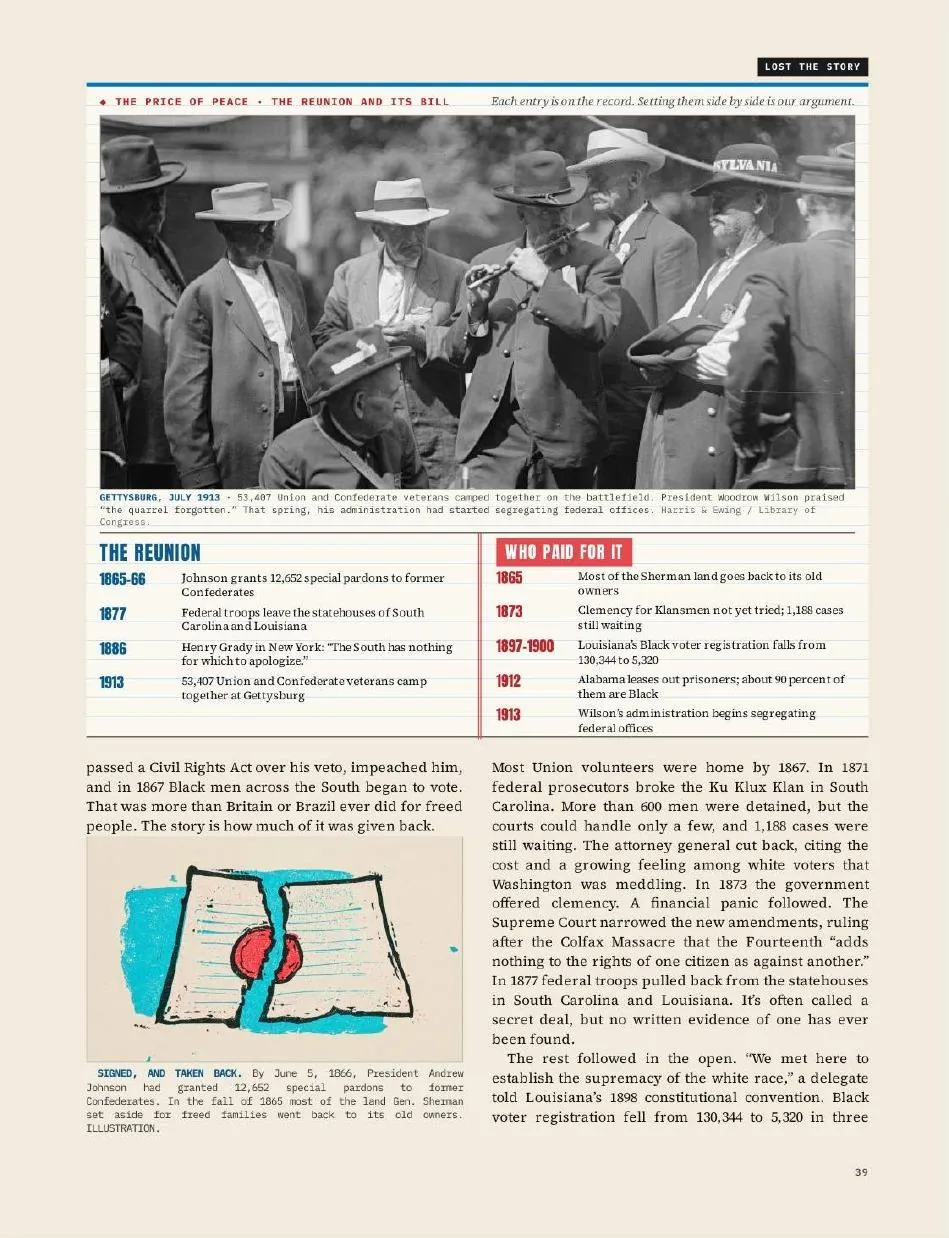 LOST THE STORY
◆ THE PRICE OF PEACE · THE REUNION AND ITS BILL
Each entry is on the record. Setting them side by side is our argument.
SYLVANIA
GETTYSBURG, JULY 1913 · 53,407 Union and Confederate veterans camped together on the battlefield. President Woodrow Wilson praised
“the quarrel forgotten.” That spring, his administration had started segregating federal offices. Harris & Ewing / Library of
Congress.
THE REUNION
1865-66 Johnson grants 12,652 special pardons to former
Confederates
1877 Federal troops leave the statehouses of South
Carolina and Louisiana
1886 Henry Grady in New York: “The South has nothing
for which to apologize.”
1913 53,407 Union and Confederate veterans camp
together at Gettysburg
WHO PAID FOR IT
1865 Most of the Sherman land goes back to its old
owners
1873 Clemency for Klansmen not yet tried; 1,188 cases
still waiting
1897-1900 Louisiana’s Black voter registration falls from
130,344 to 5,320
1912 Alabama leases out prisoners; about 90 percent of
them are Black
1913 Wilson’s administration begins segregating
federal offices
passed a Civil Rights Act over his veto, impeached him,
and in 1867 Black men across the South began to vote.
That was more than Britain or Brazil ever did for freed
people. The story is how much of it was given back.
SIGNED, AND TAKEN BACK. By June 5, 1866, President Andrew
Johnson had granted 12,652 special pardons to former
Confederates. In the fall of 1865 most of the land Gen. Sherman
set aside for freed families went back to its old owners.
ILLUSTRATION.
Most Union volunteers were home by 1867. In 1871
federal prosecutors broke the Ku Klux Klan in South
Carolina. More than 600 men were detained, but the
courts could handle only a few, and 1,188 cases were
still waiting. The attorney general cut back, citing the
cost and a growing feeling among white voters that
Washington was meddling. In 1873 the government
offered clemency. A financial panic followed. The
Supreme Court narrowed the new amendments, ruling
after the Colfax Massacre that the Fourteenth “adds
nothing to the rights of one citizen as against another.”
In 1877 federal troops pulled back from the statehouses
in South Carolina and Louisiana. It’s often called a
secret deal, but no written evidence of one has ever
been found.
The rest followed in the open. “We met here to
establish the supremacy of the white race,” a delegate
told Louisiana’s 1898 constitutional convention. Black
voter registration fell from 130,344 to 5,320 in three
39